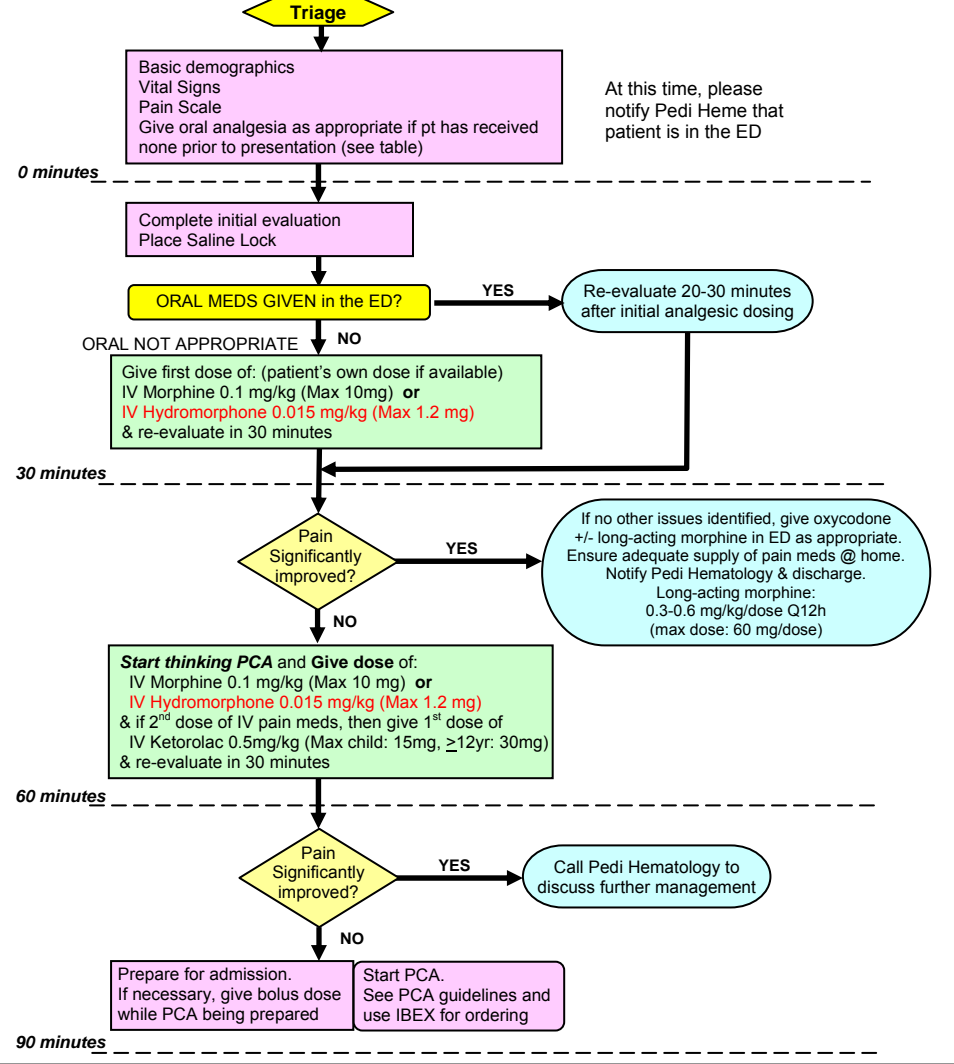 Triage
Basic demographics
Vital Signs
Pain Scale
Give oral analgesia as appropriate if pt has received
none prior to presentation (see table)
At this time, please
notify Pedi Heme that
patient is in the ED
0 minutes
Complete initial evaluation
Place Saline Lock
ORAL MEDS GIVEN in the ED?
YES
Re-evaluate 20-30 minutes
after initial analgesic dosing
NO
ORAL NOT APPROPRIATE
Give first dose of: (patient's own dose if available)
IV Morphine 0.1 mg/kg (Max 10mg) or
IV Hydromorphone 0.015 mg/kg (Max 1.2 mg)
& re-evaluate in 30 minutes
30 minutes
Pain
Significantly
improved?
YES
If no other issues identified, give oxycodone
+/- long-acting morphine in ED as appropriate.
Ensure adequate supply of pain meds @ home.
Notify Pedi Hematology & discharge.
Long-acting morphine:
0.3-0.6 mg/kg/dose Q12h
(max dose: 60 mg/dose)
NO
Start thinking PCA and Give dose of:
IV Morphine 0.1 mg/kg (Max 10 mg) or
IV Hydromorphone 0.015 mg/kg (Max 1.2 mg)
& if 2nd dose of IV pain meds, then give 1st dose of
IV Ketorolac 0.5mg/kg (Max child: 15mg, >12yr: 30mg)
& re-evaluate in 30 minutes
60 minutes
Pain
Significantly
improved?
YES
Call Pedi Hematology to
discuss further management
NO
Prepare for admission.
If necessary, give bolus dose
while PCA being prepared
Start PCA.
See PCA guidelines and
use IBEX for ordering
90 minutes